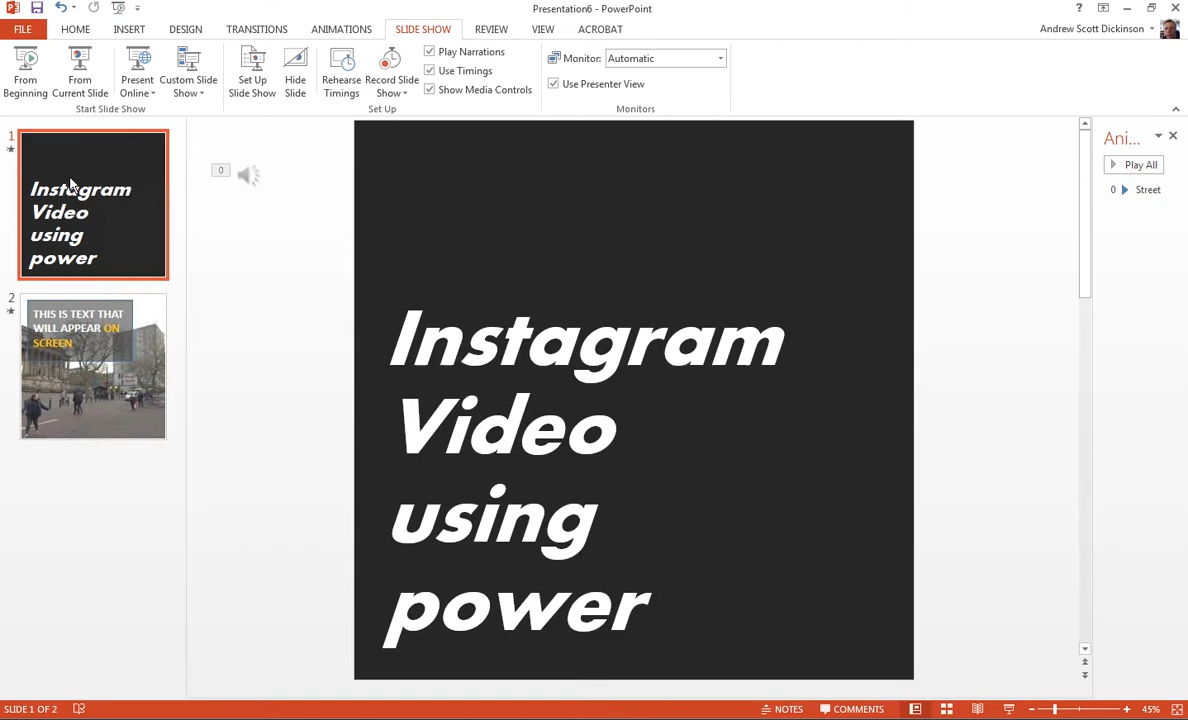 Presentation6 - PowerPoint
?
FILE HOME INSERT DESIGN TRANSITIONS ANIMATIONS SLIDE SHOW REVIEW VIEW ACROBAT
Andrew Scott Dickinson
From Beginning
From Current Slide
Present Online
Custom Slide Show
Start Slide Show
Set Up Slide Show
Hide Slide
Rehearse Timings
Record Slide Show
Play Narrations
Use Timings
Show Media Controls
Set Up
Monitor: Automatic
Use Presenter View
Monitors
1
Instagram
Video
using
power
2
THIS IS TEXT THAT
WILL APPEAR ON
SCREEN
0
Instagram
Video
using
power
Ani...
Play All
0 Street
SLIDE 1 OF 2
NOTES COMMENTS 45%